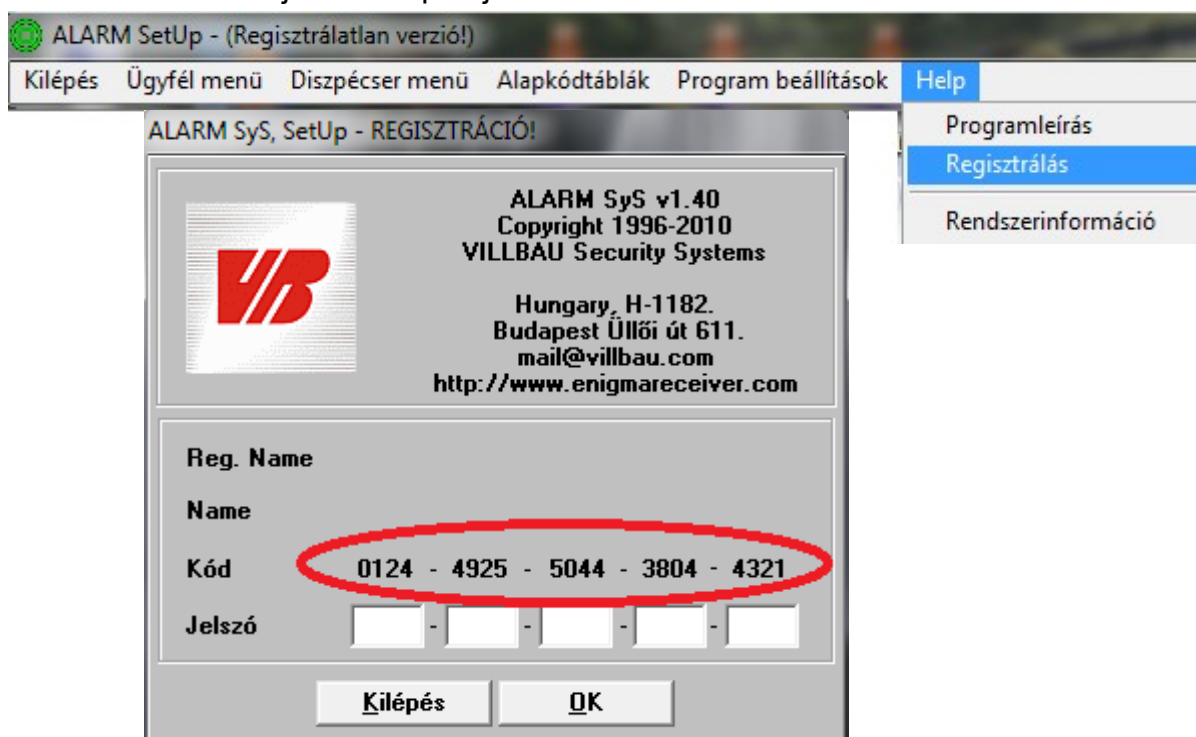 ALARM SetUp - (Regisztrálatlan verzió!)
Kilépés Ügyfél menü Diszpécser menü Alapkódtáblák Program beállítások Help
Programleírás
Regisztrálás
Rendszerinformáció
ALARM SyS, SetUp - REGISZTRÁCIÓ!
ALARM SyS v1.40
Copyright 1996-2010
VILLBAU Security Systems
Hungary, H-1182.
Budapest Üllői út 611.
mail@villbau.com
http://www.enigmareceiver.com
Reg. Name
Name
Kód 0124 - 4925 - 5044 - 3804 - 4321
Jelszó - - - -
Kilépés OK